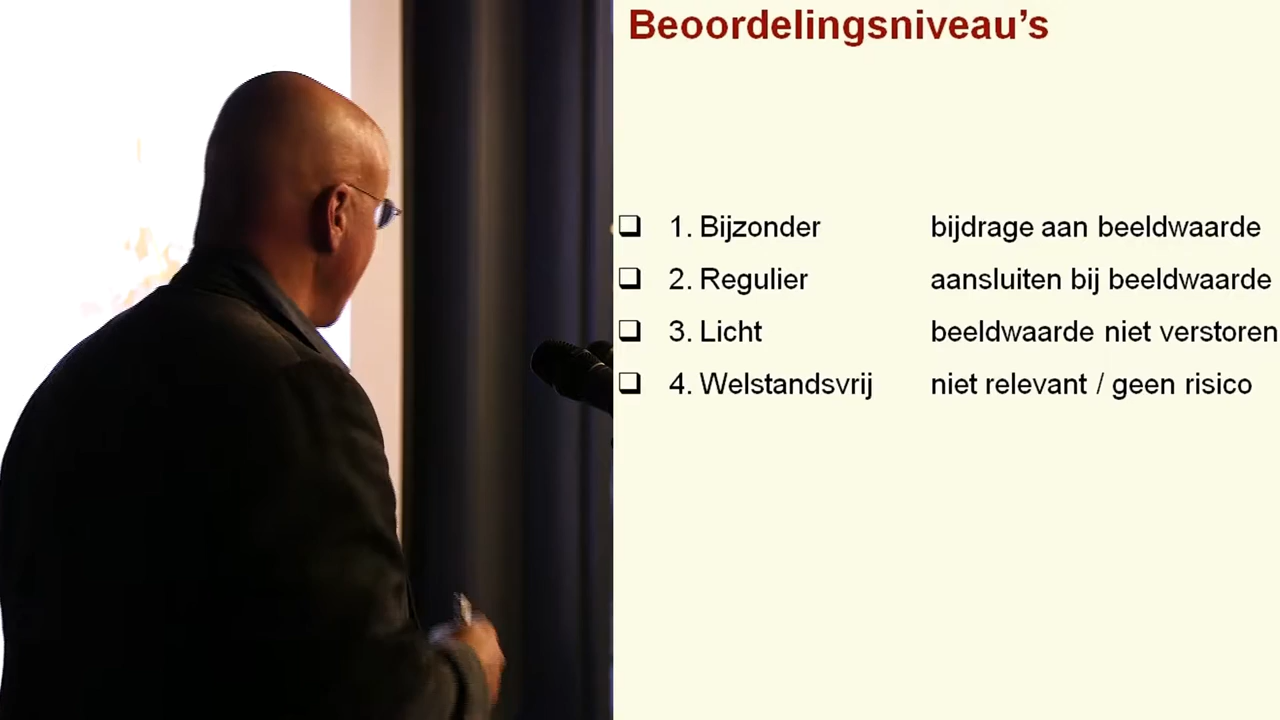 Beoordelingsniveau’s
❑ 1. Bijzonder bijdrage aan beeldwaarde
❑ 2. Regulier aansluiten bij beeldwaarde
❑ 3. Licht beeldwaarde niet verstoren
❑ 4. Welstandsvrij niet relevant / geen risico